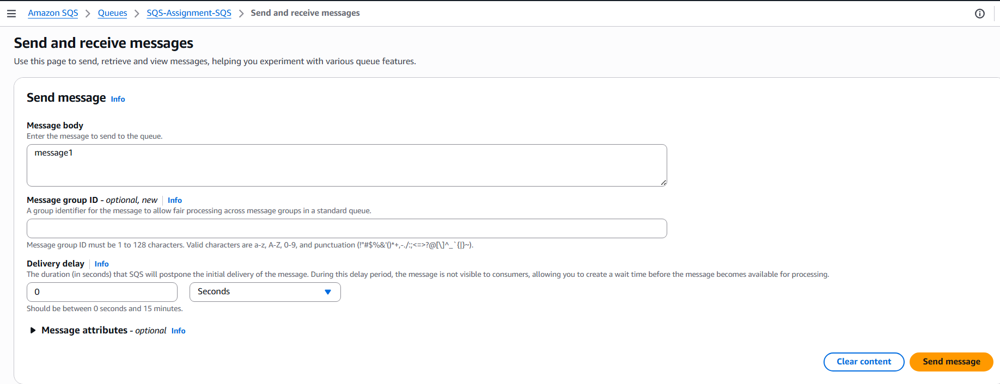 Amazon SQS > Queues > SQS-Assignment-SQS > Send and receive messages
Send and receive messages
Use this page to send, retrieve and view messages, helping you experiment with various queue features.
Send message Info
Message body
Enter the message to send to the queue.
message1
Message group ID - optional, new | Info
A group identifier for the message to allow fair processing across message groups in a standard queue.
Message group ID must be 1 to 128 characters. Valid characters are a-z, A-Z, 0-9, and punctuation (!"#$%&'()*+,-./:;<=>?@[\]^_`{|}~).
Delivery delay | Info
The duration (in seconds) that SQS will postpone the initial delivery of the message. During this delay period, the message is not visible to consumers, allowing you to create a wait time before the message becomes available for processing.
0 Seconds
Should be between 0 seconds and 15 minutes.
Message attributes - optional Info
Clear content Send message